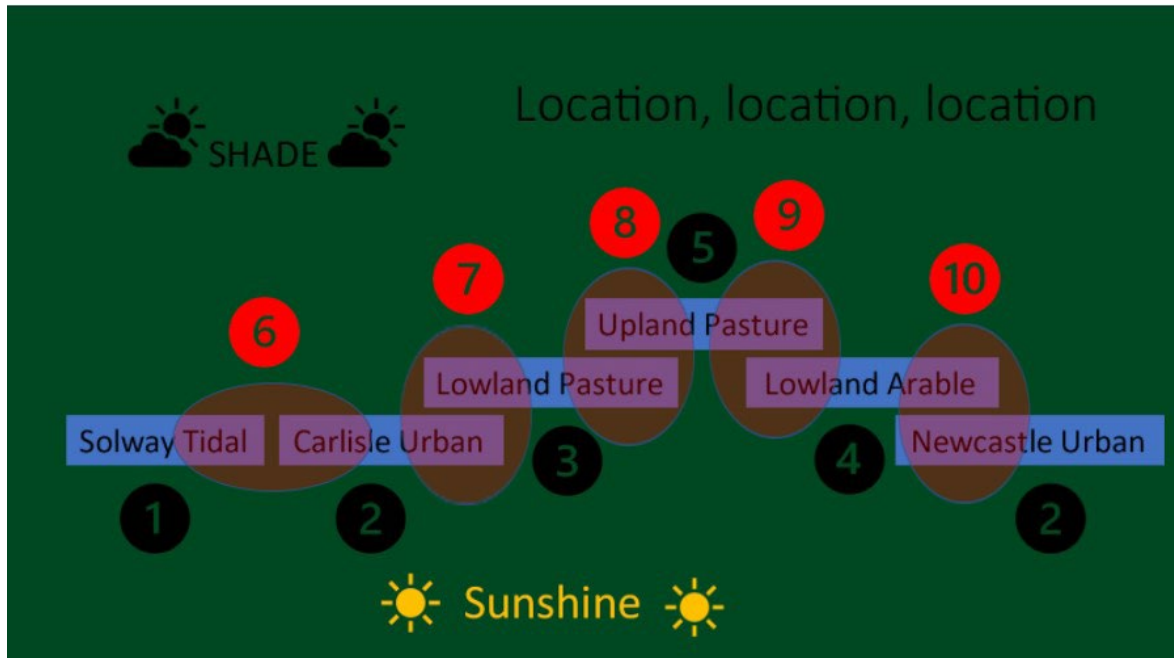 Location, location, location
SHADE
8
5
9
7
10
6
Upland Pasture
Lowland Pasture
Lowland Arable
Solway Tidal
Carlisle Urban
Newcastle Urban
3
4
1
2
2
Sunshine